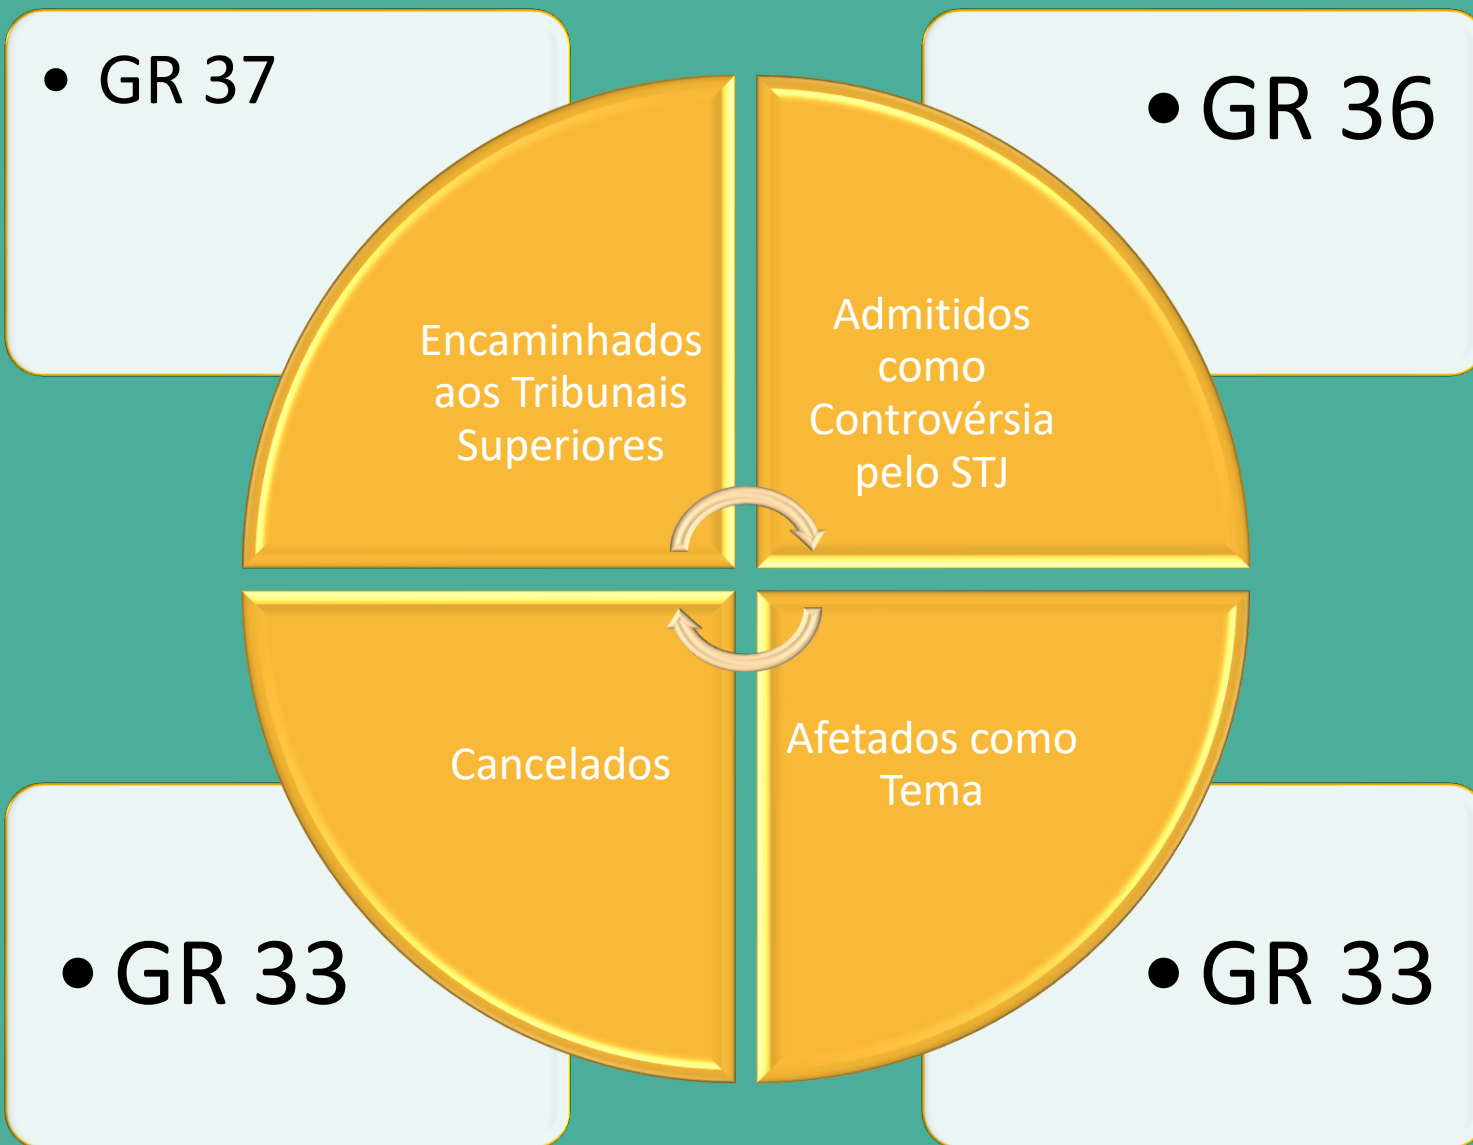 • GR 37
• GR 36
Encaminhados
aos Tribunais
Superiores
Admitidos
como
Controvérsia
pelo STJ
Cancelados
Afetados como
Tema
• GR 33
• GR 33